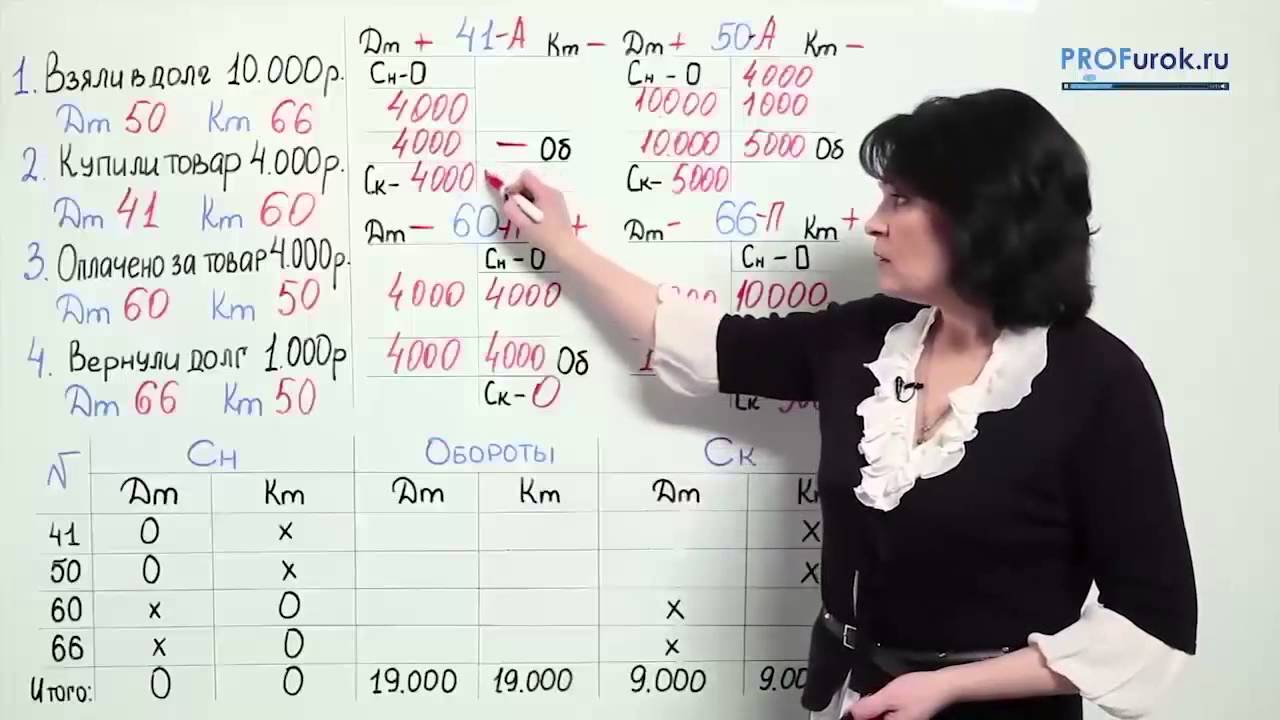 1. Взяли в долг 10.000р.
Дт 50 Кт 66
2. Купили товар 4.000р.
Дт 41 Кт 60
3. Оплачено за товар 4.000р.
Дт 60 Кт 50
4. Вернули долг 1.000р
Дт 66 Кт 50
Дт + 41-А Кт −
Сн-0
4000
4000 — Об
Ск- 4000
Дт + 50-А Кт −
Сн - 0 4000
10000 1000
10.000 5000 Об
Ск- 5000
Дт − 60 +
Сн - 0
4000 4000
4000 4000 Об
Ск- 0
Дт - 66-П Кт +
Сн - 0
10000
PROFurok.ru
№ Сн Обороты Ск
Дт Кт Дт Кт Дт
41 0 х х
50 0 х х
60 х 0 х
66 х 0 х
Итого: 0 0 19.000 19.000 9.000